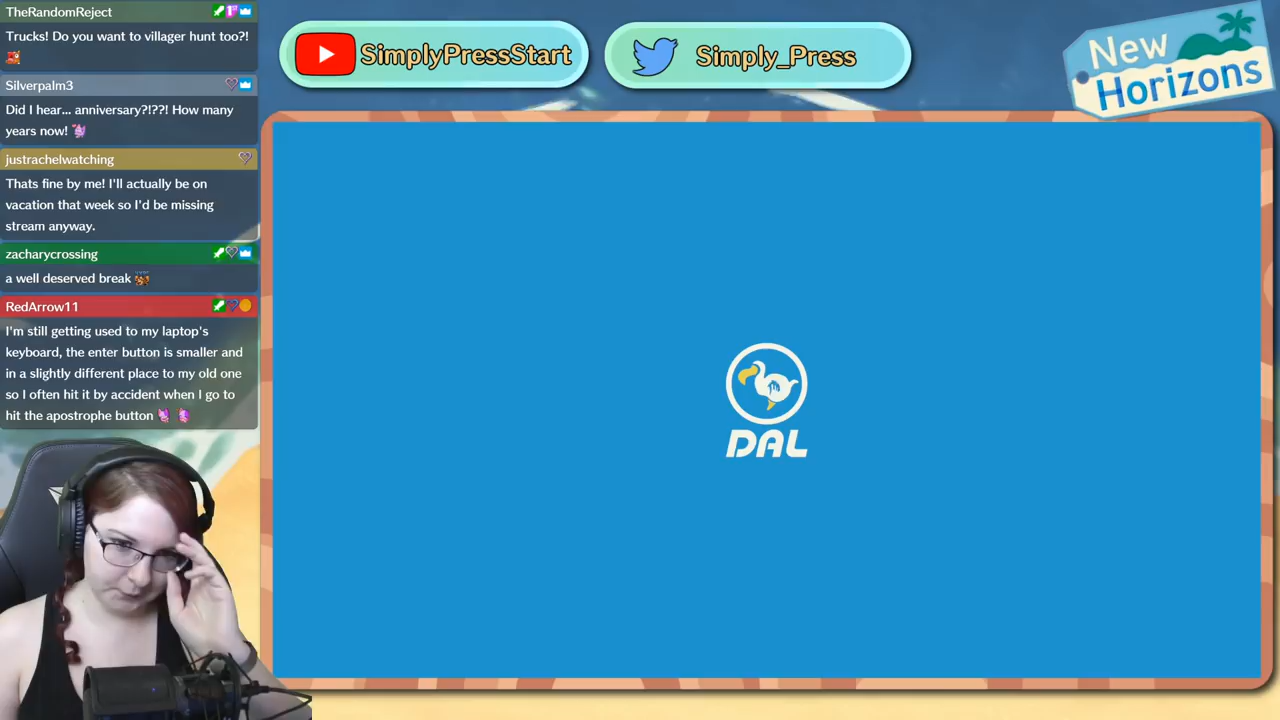 TheRandomReject
Trucks! Do you want to villager hunt too?!
Silverpalm3
Did I hear... anniversary?!??! How many
years now!
justrachelwatching
Thats fine by me! I'll actually be on
vacation that week so I'd be missing
stream anyway.
zacharycrossing
a well deserved break
RedArrow11
I'm still getting used to my laptop's
keyboard, the enter button is smaller and
in a slightly different place to my old one
so I often hit it by accident when I go to
hit the apostrophe button
SimplyPressStart
Simply_Press
New
Horizons
DAL